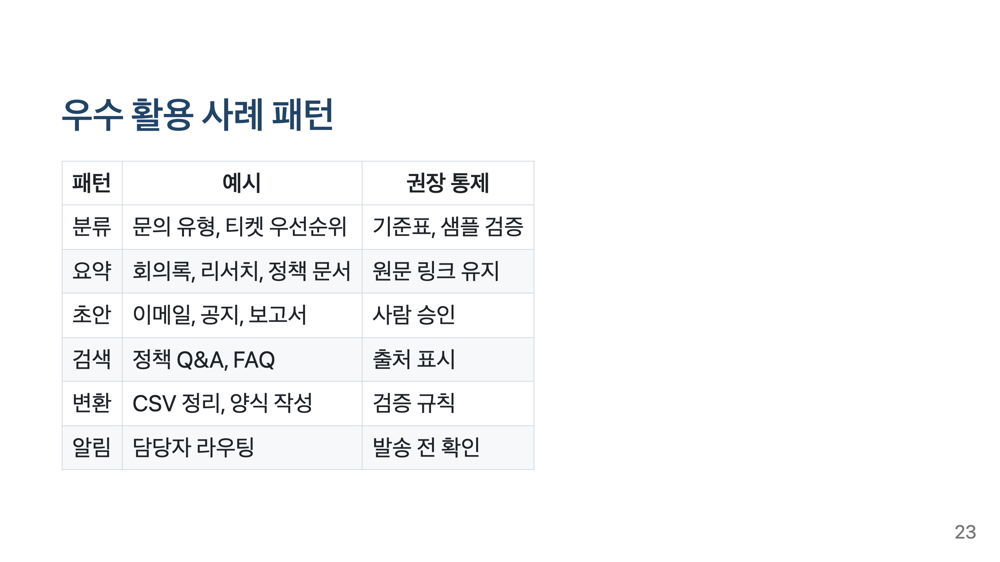 우수 활용 사례 패턴
패턴 예시 권장 통제
분류 문의 유형, 티켓 우선순위 기준표, 샘플 검증
요약 회의록, 리서치, 정책 문서 원문 링크 유지
초안 이메일, 공지, 보고서 사람 승인
검색 정책 Q&A, FAQ 출처 표시
변환 CSV 정리, 양식 작성 검증 규칙
알림 담당자 라우팅 발송 전 확인
23